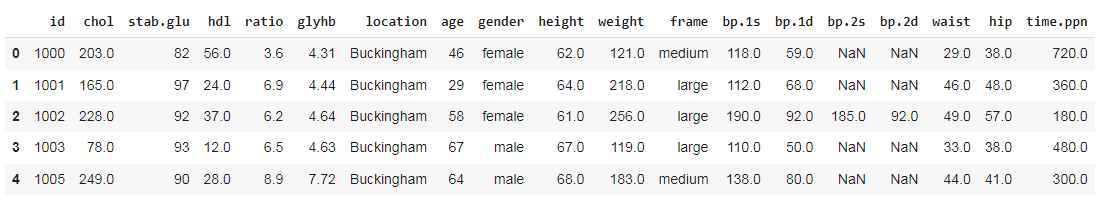 id chol stab.glu hdl ratio glyhb location age gender height weight frame bp.1s bp.1d bp.2s bp.2d waist hip time.ppn
0 1000 203.0 82 56.0 3.6 4.31 Buckingham 46 female 62.0 121.0 medium 118.0 59.0 NaN NaN 29.0 38.0 720.0
1 1001 165.0 97 24.0 6.9 4.44 Buckingham 29 female 64.0 218.0 large 112.0 68.0 NaN NaN 46.0 48.0 360.0
2 1002 228.0 92 37.0 6.2 4.64 Buckingham 58 female 61.0 256.0 large 190.0 92.0 185.0 92.0 49.0 57.0 180.0
3 1003 78.0 93 12.0 6.5 4.63 Buckingham 67 male 67.0 119.0 large 110.0 50.0 NaN NaN 33.0 38.0 480.0
4 1005 249.0 90 28.0 8.9 7.72 Buckingham 64 male 68.0 183.0 medium 138.0 80.0 NaN NaN 44.0 41.0 300.0